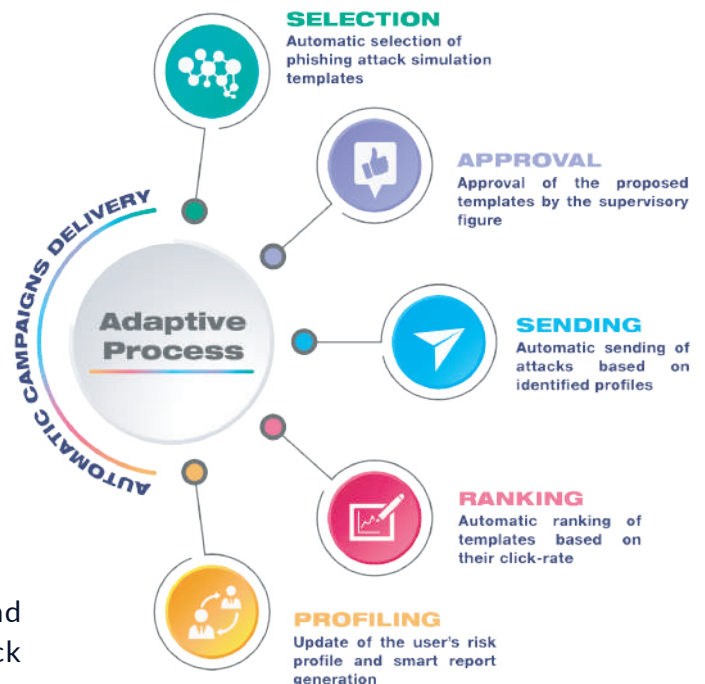 SELECTION
Automatic selection of
phishing attack simulation
templates
APPROVAL
Approval of the proposed
templates by the supervisory
figure
AUTOMATIC CAMPAIGNS DELIVERY
Adaptive
Process
SENDING
Automatic sending of
attacks based on
identified profiles
RANKING
Automatic ranking of
templates based on
their click-rate
PROFILING
Update of the user's risk
profile and smart report
generation